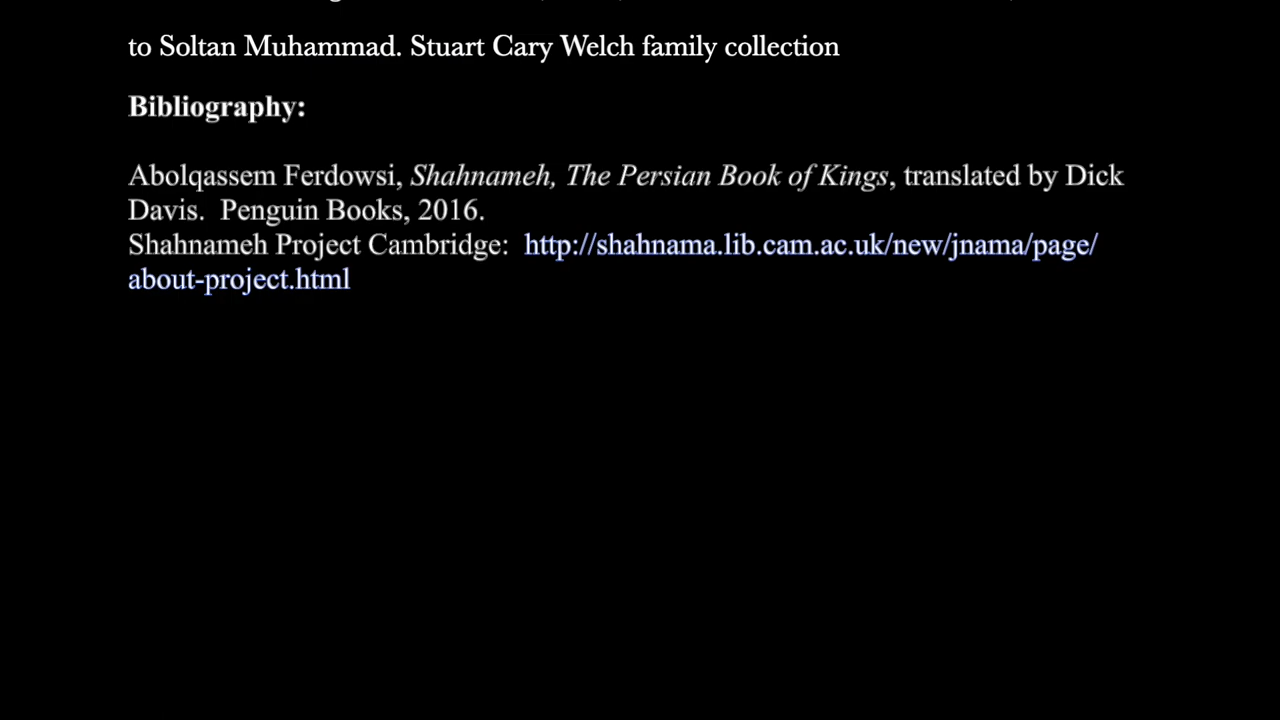 to Soltan Muhammad. Stuart Cary Welch family collection
Bibliography:
Abolqassem Ferdowsi, Shahnameh, The Persian Book of Kings, translated by Dick
Davis.  Penguin Books, 2016.
Shahnameh Project Cambridge:  http://shahnama.lib.cam.ac.uk/new/jnama/page/
about-project.html